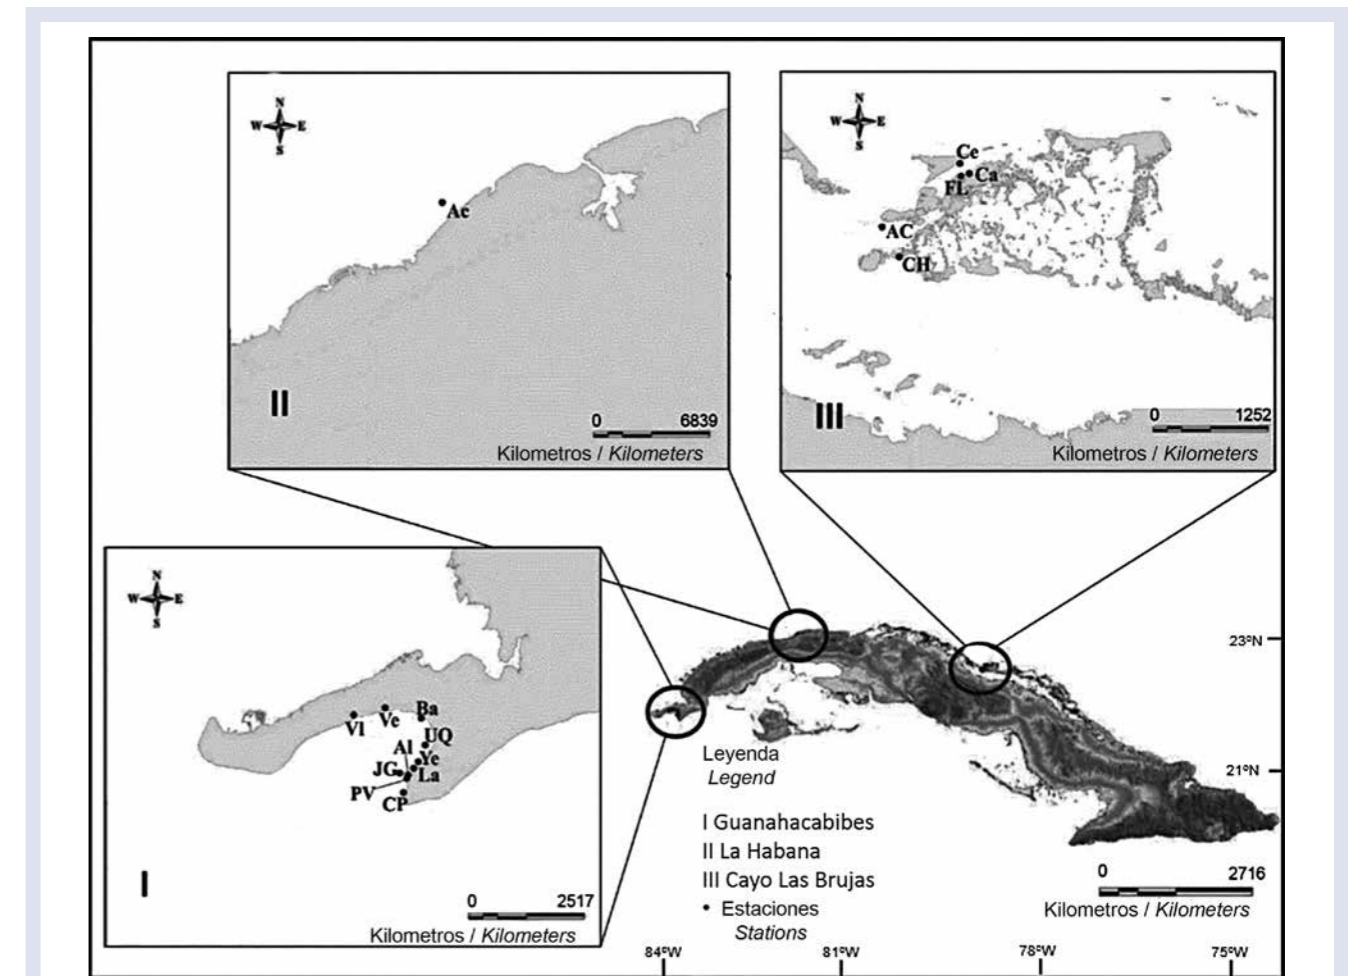 N
W E
S
Ac
II
0 6839
Kilometros / Kilometers
N
W E
S
Ce
Ca
FL
AC
CH
III
0 1252
Kilometros / Kilometers
N
W E
S
Vl
Ve
Ba
UQ
Al
Ye
JG
La
PV
CP
I
0 2517
Kilometros / Kilometers
23ºN
21ºN
Leyenda
Legend
I Guanahacabibes
II La Habana
III Cayo Las Brujas
• Estaciones
Stations
0 2716
Kilometros / Kilometers
84ºW 81ºW 78ºW 75ºW